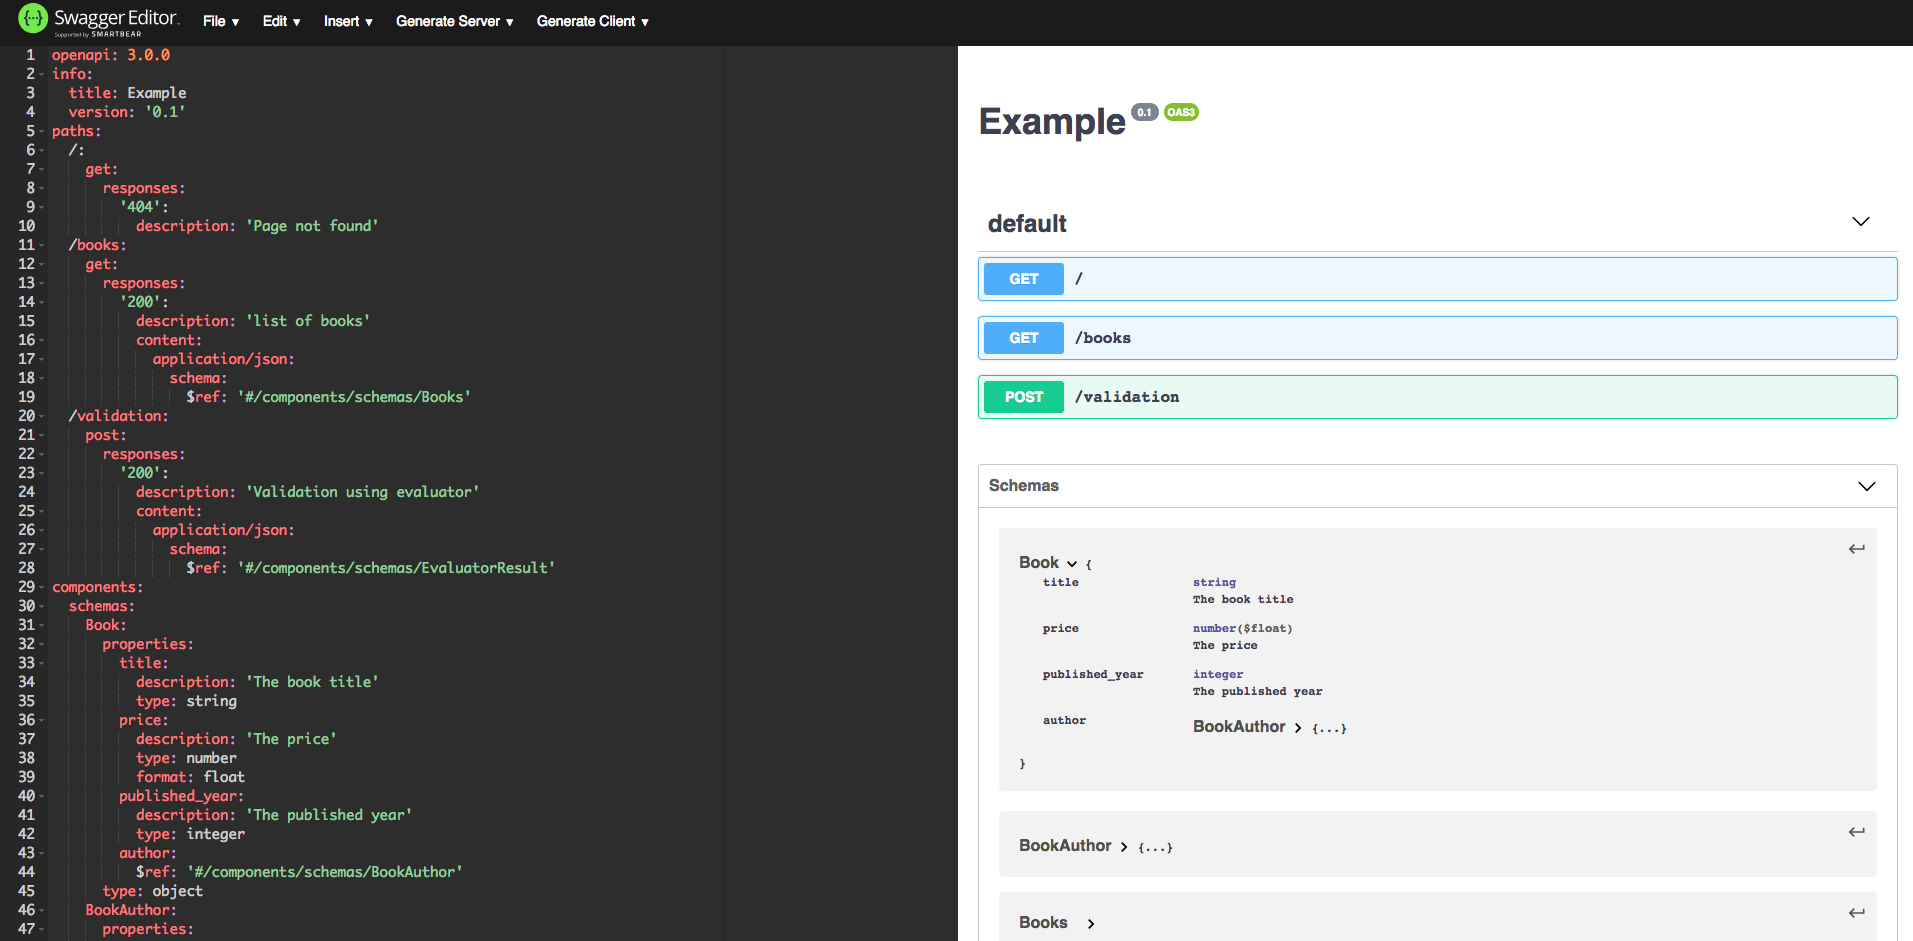 Swagger Editor.
Supported by SMARTBEAR
File ▼ Edit ▼ Insert ▼ Generate Server ▼ Generate Client ▼
1 openapi: 3.0.0
2 info:
3 title: Example
4 version: '0.1'
5 paths:
6 /:
7 get:
8 responses:
9 '404':
10 description: 'Page not found'
11 /books:
12 get:
13 responses:
14 '200':
15 description: 'list of books'
16 content:
17 application/json:
18 schema:
19 $ref: '#/components/schemas/Books'
20 /validation:
21 post:
22 responses:
23 '200':
24 description: 'Validation using evaluator'
25 content:
26 application/json:
27 schema:
28 $ref: '#/components/schemas/EvaluatorResult'
29 components:
30 schemas:
31 Book:
32 properties:
33 title:
34 description: 'The book title'
35 type: string
36 price:
37 description: 'The price'
38 type: number
39 format: float
40 published_year:
41 description: 'The published year'
42 type: integer
43 author:
44 $ref: '#/components/schemas/BookAuthor'
45 type: object
46 BookAuthor:
47 properties:
Example 0.1 OAS3
default
GET /
GET /books
POST /validation
Schemas
Book {
title string
The book title
price number($float)
The price
published_year integer
The published year
author BookAuthor {...}
}
BookAuthor {...}
Books